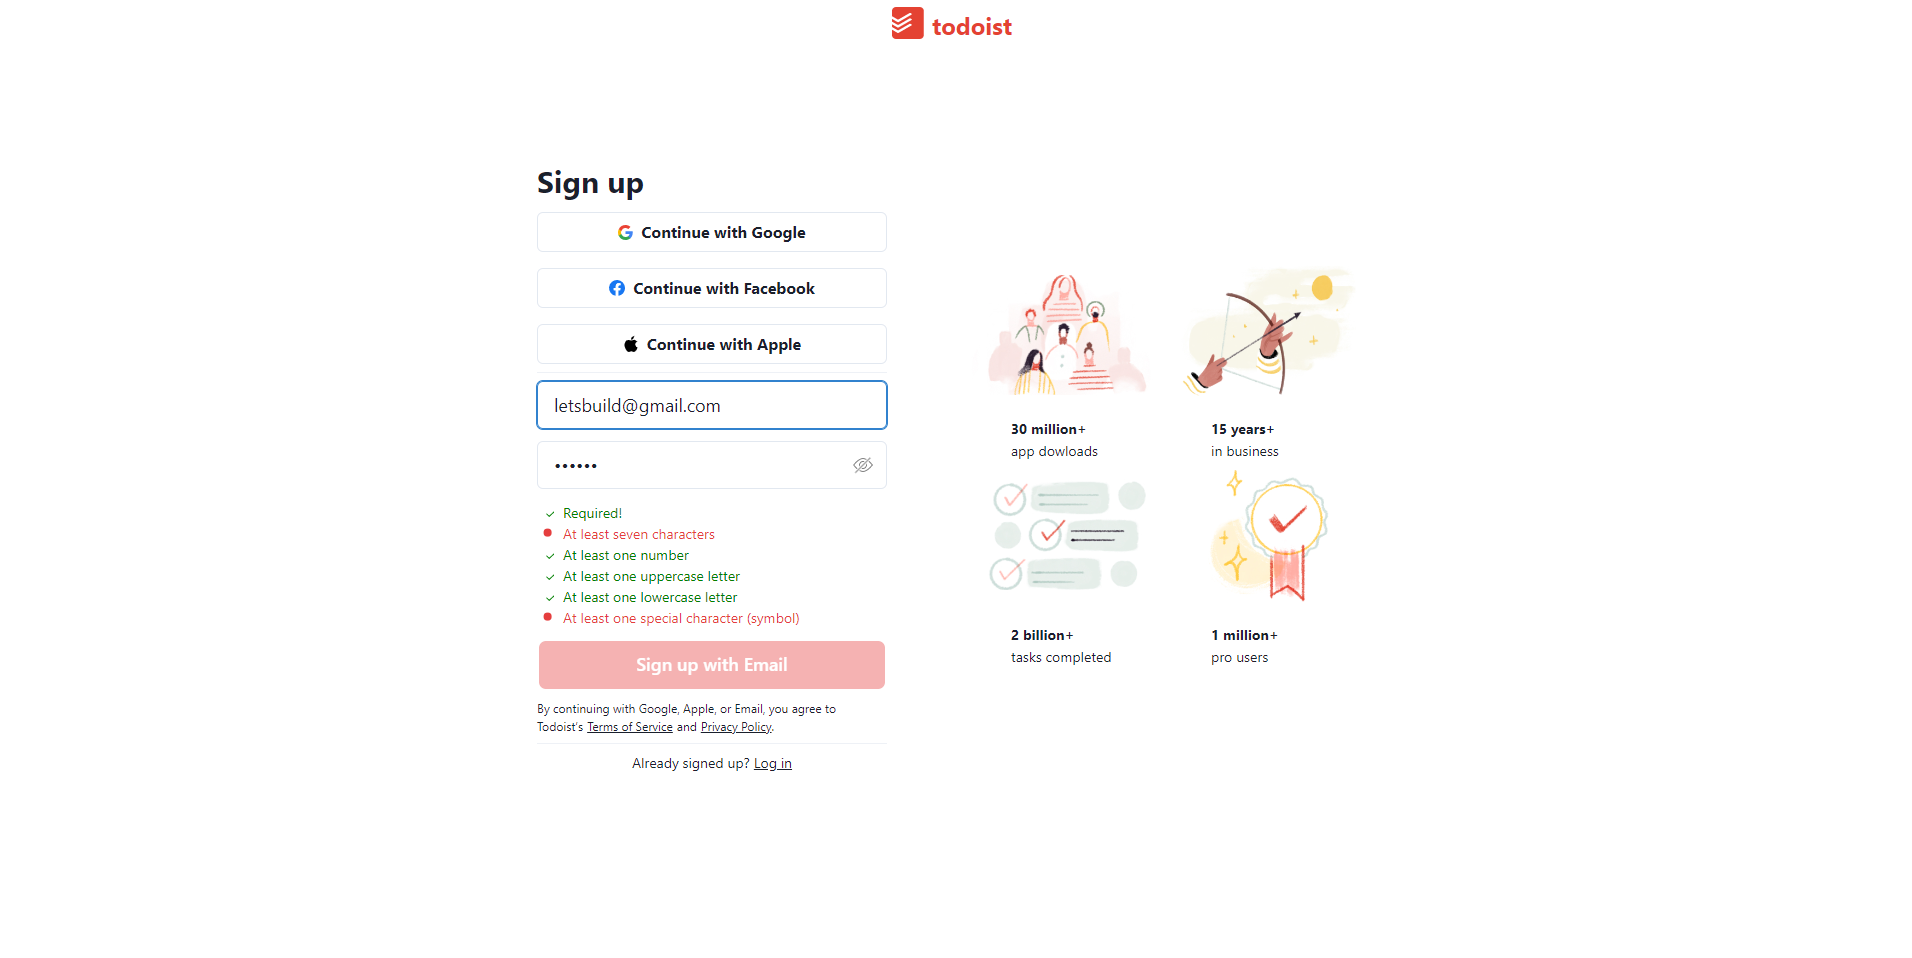 todoist
Sign up
Continue with Google
Continue with Facebook
Continue with Apple
letsbuild@gmail.com
••••••
Required!
At least seven characters
At least one number
At least one uppercase letter
At least one lowercase letter
At least one special character (symbol)
Sign up with Email
By continuing with Google, Apple, or Email, you agree to
Todoist's Terms of Service and Privacy Policy.
Already signed up? Log in
30 million+
app dowloads
15 years+
in business
2 billion+
tasks completed
1 million+
pro users